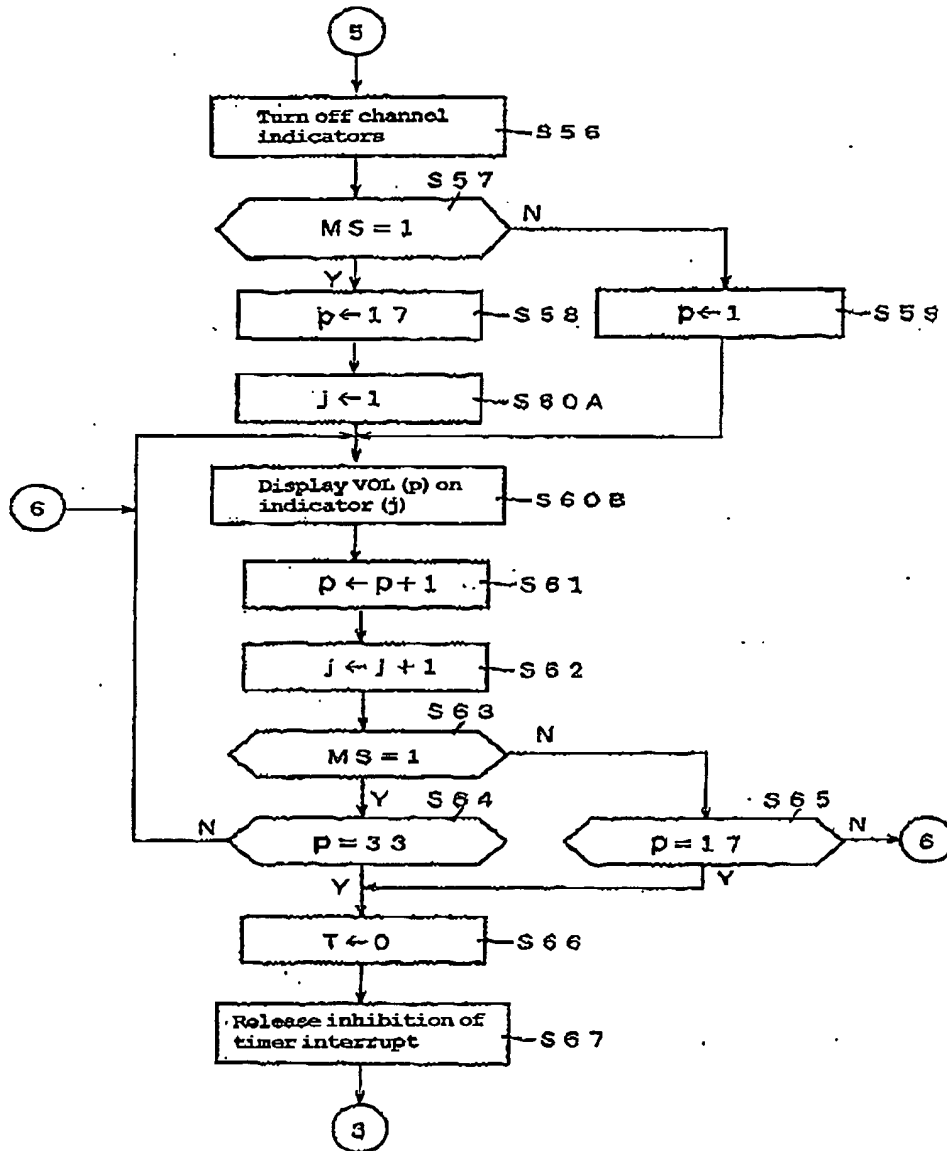 5
Turn off channel
indicators
S56
S57
MS=1
N
Y
p←17
S58
p←1
S59
j←1
S60A
6
Display VOL (p) on
indicator (j)
S60B
p←p+1
S61
j←j+1
S62
S63
MS=1
N
Y
S64
S65
N
p=33
p=17
N
6
Y
Y
T←0
S66
Release inhibition of
timer interrupt
S67
3